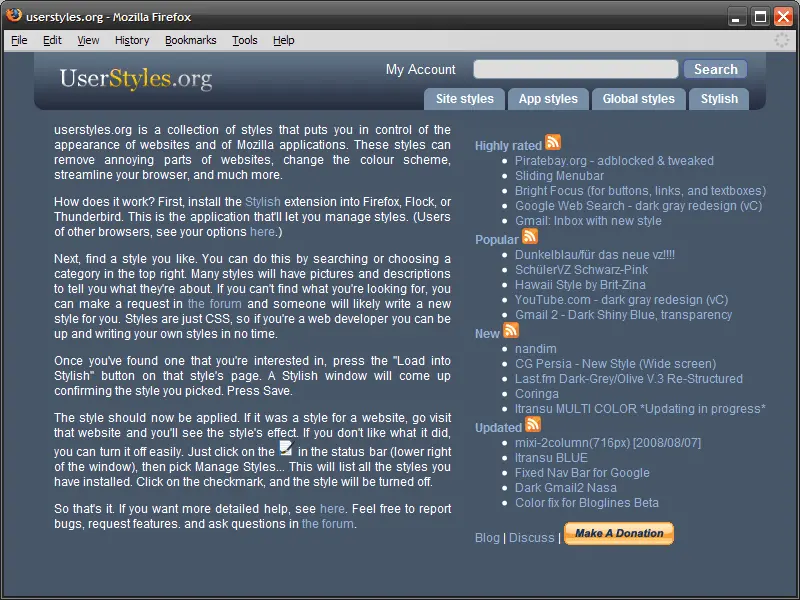 userstyles.org - Mozilla Firefox
File Edit View History Bookmarks Tools Help
UserStyles.org
My Account
Search
Site styles
App styles
Global styles
Stylish
userstyles.org is a collection of styles that puts you in control of the
appearance of websites and of Mozilla applications. These styles can
remove annoying parts of websites, change the colour scheme,
streamline your browser, and much more.
How does it work? First, install the Stylish extension into Firefox, Flock, or
Thunderbird. This is the application that'll let you manage styles. (Users
of other browsers, see your options here.)
Next, find a style you like. You can do this by searching or choosing a
category in the top right. Many styles will have pictures and descriptions
to tell you what they're about. If you can't find what you're looking for, you
can make a request in the forum and someone will likely write a new
style for you. Styles are just CSS, so if you're a web developer you can be
up and writing your own styles in no time.
Once you've found one that you're interested in, press the "Load into
Stylish" button on that style's page. A Stylish window will come up
confirming the style you picked. Press Save.
The style should now be applied. If it was a style for a website, go visit
that website and you'll see the style's effect. If you don't like what it did,
you can turn it off easily. Just click on the in the status bar (lower right
of the window), then pick Manage Styles... This will list all the styles you
have installed. Click on the checkmark, and the style will be turned off.
So that's it. If you want more detailed help, see here. Feel free to report
bugs, request features. and ask questions in the forum.
Highly rated
Piratebay.org - adblocked & tweaked
Sliding Menubar
Bright Focus (for buttons, links, and textboxes)
Google Web Search - dark gray redesign (vC)
Gmail: Inbox with new style
Popular
Dunkelblau/für das neue vz!!!!
SchülerVZ Schwarz-Pink
Hawaii Style by Brit-Zina
YouTube.com - dark gray redesign (vC)
Gmail 2 - Dark Shiny Blue, transparency
New
nandim
CG Persia - New Style (Wide screen)
Last.fm Dark-Grey/Olive V.3 Re-Structured
Coringa
Itransu MULTI COLOR *Updating in progress*
Updated
mixi-2column(716px) [2008/08/07]
Itransu BLUE
Fixed Nav Bar for Google
Dark Gmail2 Nasa
Color fix for Bloglines Beta
Blog | Discuss | Make A Donation